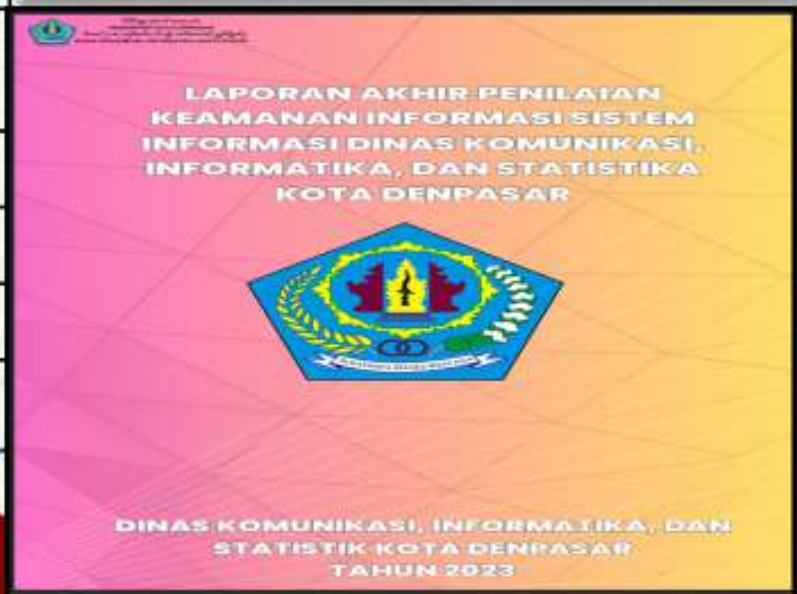 LAPORAN AKHIR PENILAIAN
KEAMANAN INFORMASI SISTEM
INFORMASI DINAS KOMUNIKASI,
INFORMATIKA, DAN STATISTIKA
KOTA DENPASAR
DINAS KOMUNIKASI, INFORMATIKA, DAN
STATISTIK KOTA DENPASAR
TAHUN 2023